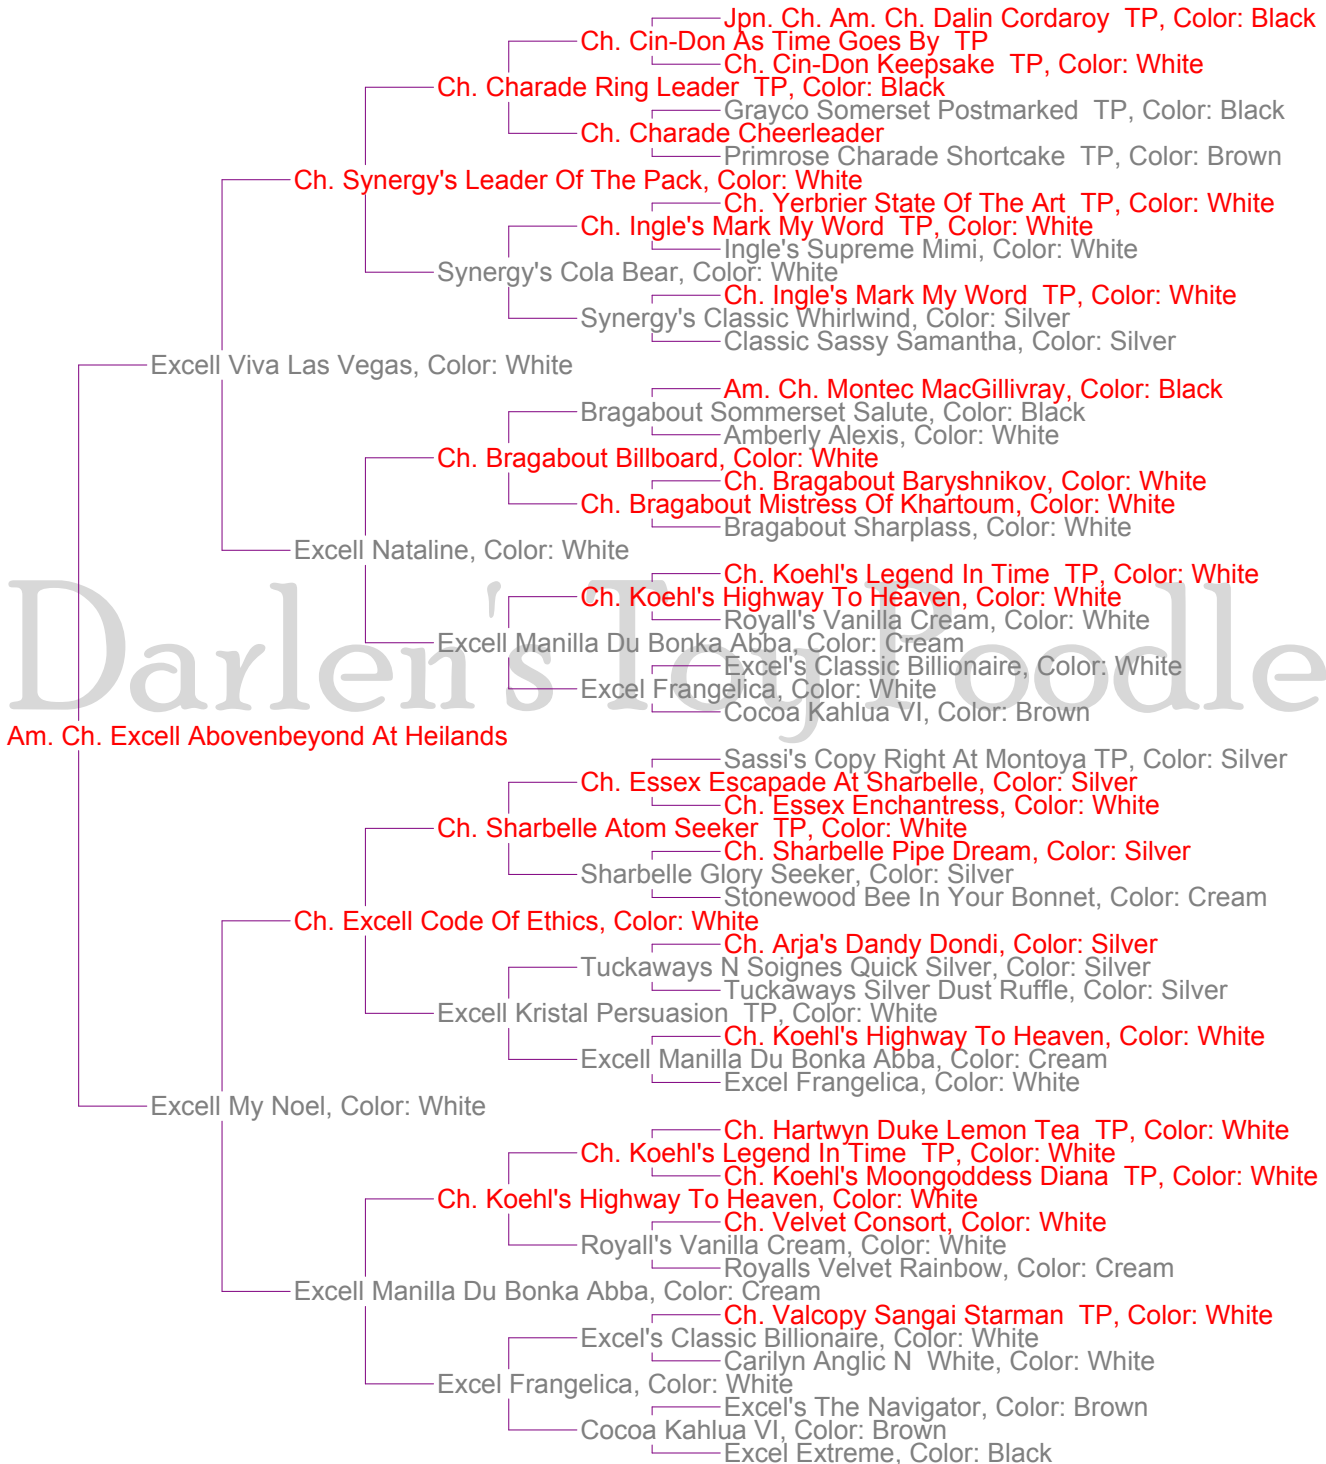 Jpn. Ch. Am. Ch. Dalin Cordaroy  TP, Color: Black
Ch. Cin-Don As Time Goes By  TP
Ch. Cin-Don Keepsake  TP, Color: White
Ch. Charade Ring Leader  TP, Color: Black
Grayco Somerset Postmarked  TP, Color: Black
Ch. Charade Cheerleader
Primrose Charade Shortcake  TP, Color: Brown
Ch. Synergy's Leader Of The Pack, Color: White
Ch. Yerbrier State Of The Art  TP, Color: White
Ch. Ingle's Mark My Word  TP, Color: White
Ingle's Supreme Mimi, Color: White
Synergy's Cola Bear, Color: White
Ch. Ingle's Mark My Word  TP, Color: White
Synergy's Classic Whirlwind, Color: Silver
Classic Sassy Samantha, Color: Silver
Excell Viva Las Vegas, Color: White
Am. Ch. Montec MacGillivray, Color: Black
Bragabout Sommerset Salute, Color: Black
Amberly Alexis, Color: White
Ch. Bragabout Billboard, Color: White
Ch. Bragabout Baryshnikov, Color: White
Ch. Bragabout Mistress Of Khartoum, Color: White
Bragabout Sharplass, Color: White
Excell Nataline, Color: White
Ch. Koehl's Legend In Time  TP, Color: White
Ch. Koehl's Highway To Heaven, Color: White
Royall's Vanilla Cream, Color: White
Excell Manilla Du Bonka Abba, Color: Cream
Darlen's Toy Poodle
Excel's Classic Billionaire, Color: White
Excel Frangelica, Color: White
Cocoa Kahlua VI, Color: Brown
Am. Ch. Excell Abovenbeyond At Heilands
Sassi's Copy Right At Montoya TP, Color: Silver
Ch. Essex Escapade At Sharbelle, Color: Silver
Ch. Essex Enchantress, Color: White
Ch. Sharbelle Atom Seeker  TP, Color: White
Ch. Sharbelle Pipe Dream, Color: Silver
Sharbelle Glory Seeker, Color: Silver
Stonewood Bee In Your Bonnet, Color: Cream
Ch. Excell Code Of Ethics, Color: White
Ch. Arja's Dandy Dondi, Color: Silver
Tuckaways N Soignes Quick Silver, Color: Silver
Tuckaways Silver Dust Ruffle, Color: Silver
Excell Kristal Persuasion  TP, Color: White
Ch. Koehl's Highway To Heaven, Color: White
Excell Manilla Du Bonka Abba, Color: Cream
Excel Frangelica, Color: White
Excell My Noel, Color: White
Ch. Hartwyn Duke Lemon Tea  TP, Color: White
Ch. Koehl's Legend In Time  TP, Color: White
Ch. Koehl's Moongoddess Diana  TP, Color: White
Ch. Koehl's Highway To Heaven, Color: White
Ch. Velvet Consort, Color: White
Royall's Vanilla Cream, Color: White
Royalls Velvet Rainbow, Color: Cream
Excell Manilla Du Bonka Abba, Color: Cream
Ch. Valcopy Sangai Starman  TP, Color: White
Excel's Classic Billionaire, Color: White
Carilyn Anglic N  White, Color: White
Excel Frangelica, Color: White
Excel's The Navigator, Color: Brown
Cocoa Kahlua VI, Color: Brown
Excel Extreme, Color: Black